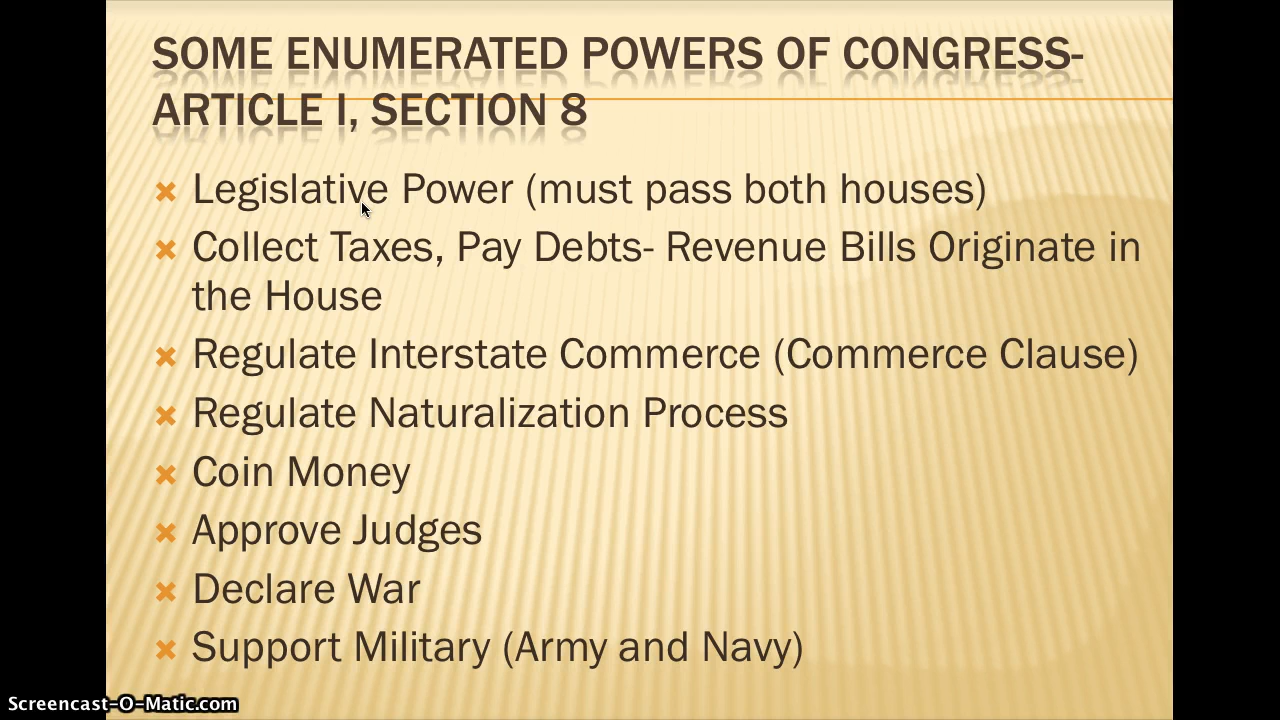 SOME ENUMERATED POWERS OF CONGRESS-
ARTICLE I, SECTION 8
Legislative Power (must pass both houses)
Collect Taxes, Pay Debts- Revenue Bills Originate in
the House
Regulate Interstate Commerce (Commerce Clause)
Regulate Naturalization Process
Coin Money
Approve Judges
Declare War
Support Military (Army and Navy)
Screencast-O-Matic.com